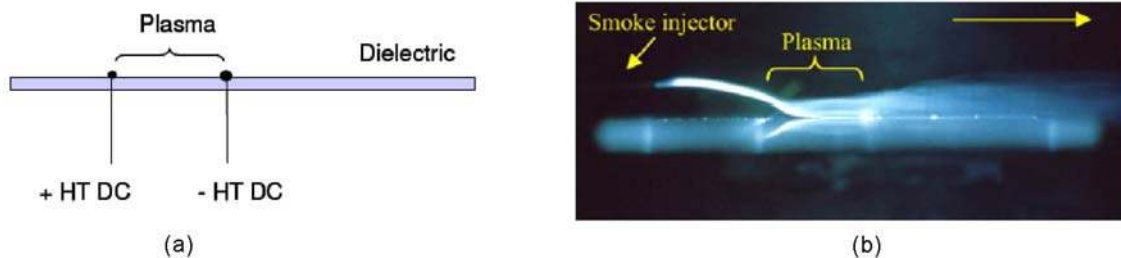 Plasma
Dielectric
+ HT DC - HT DC
(a)
Smoke injector
Plasma
(b)